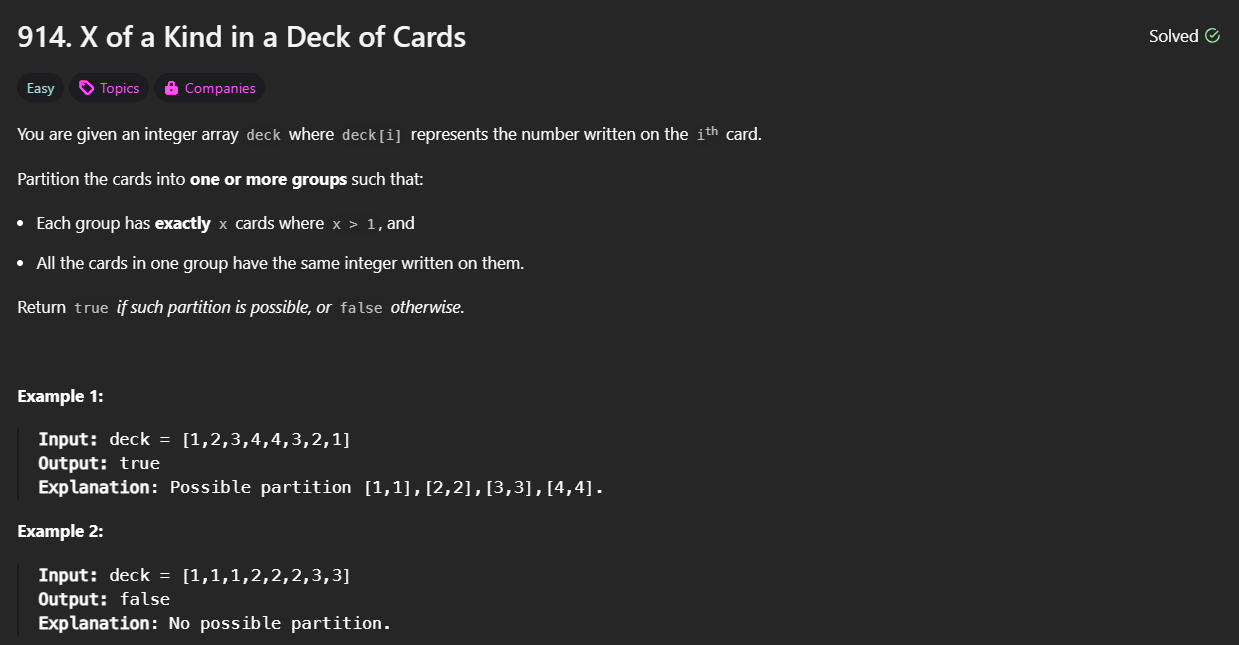 914. X of a Kind in a Deck of Cards
Solved
Easy
Topics
Companies
You are given an integer array deck where deck[i] represents the number written on the ith card.
Partition the cards into one or more groups such that:
• Each group has exactly x cards where x > 1, and
• All the cards in one group have the same integer written on them.
Return true if such partition is possible, or false otherwise.
Example 1:
Input: deck = [1,2,3,4,4,3,2,1]
Output: true
Explanation: Possible partition [1,1],[2,2],[3,3],[4,4].
Example 2:
Input: deck = [1,1,1,2,2,2,3,3]
Output: false
Explanation: No possible partition.